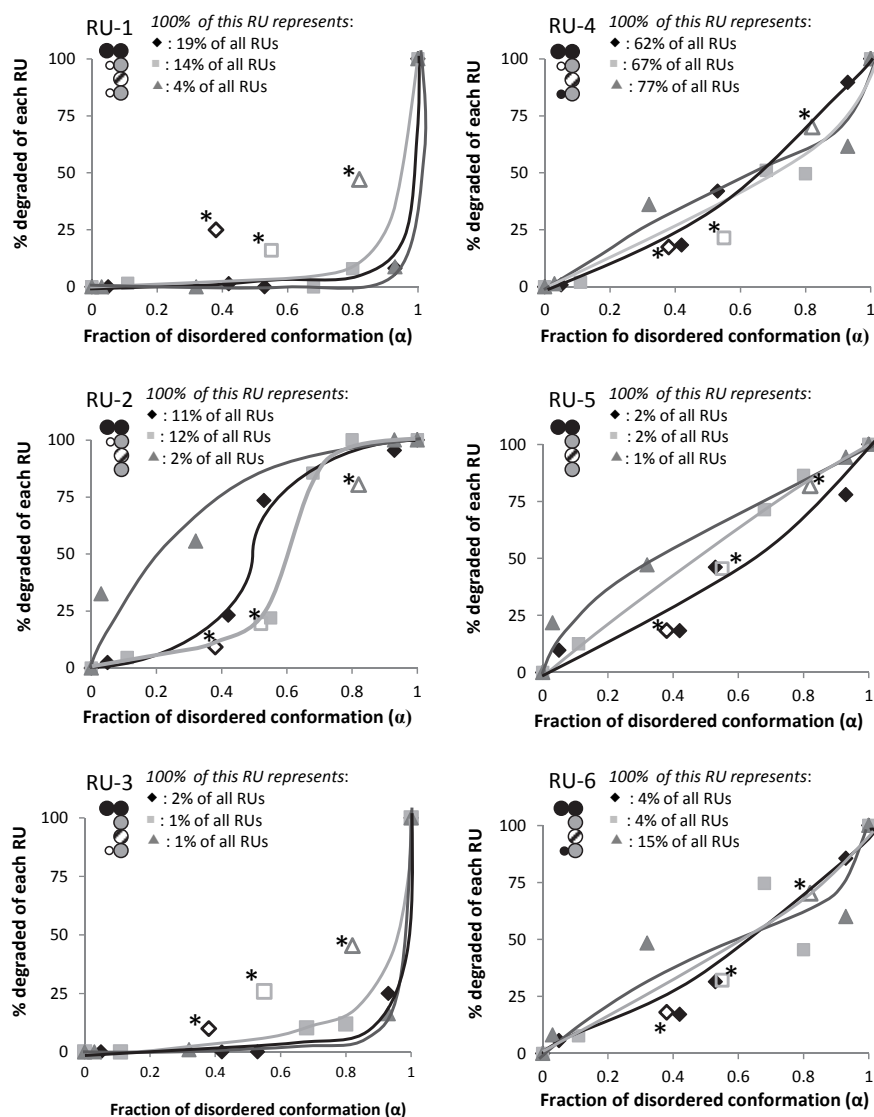 RU-1
100% of this RU represents:
: 19% of all RUs
: 14% of all RUs
: 4% of all RUs
% degraded of each RU
100
75
50
25
0
*
*
*
0 0.2 0.4 0.6 0.8 1
Fraction of disordered conformation (α)
RU-4
100% of this RU represents:
: 62% of all RUs
: 67% of all RUs
: 77% of all RUs
% degraded of each RU
100
75
50
25
0
*
*
*
0 0.2 0.4 0.6 0.8 1
Fraction fo disordered conformation (α)
RU-2
100% of this RU represents:
: 11% of all RUs
: 12% of all RUs
: 2% of all RUs
% degraded of each RU
100
75
50
25
0
*
*
*
0 0.2 0.4 0.6 0.8 1
Fraction of disordered conformation (α)
RU-5
100% of this RU represents:
: 2% of all RUs
: 2% of all RUs
: 1% of all RUs
% degraded of each RU
100
75
50
25
0
*
*
*
0 0.2 0.4 0.6 0.8 1
Fraction of disordered conformation (α)
RU-3
100% of this RU represents:
: 2% of all RUs
: 1% of all RUs
: 1% of all RUs
% degraded of each RU
100
75
50
25
0
*
*
*
0 0.2 0.4 0.6 0.8 1
Fraction of disordered conformation (α)
RU-6
100% of this RU represents:
: 4% of all RUs
: 4% of all RUs
: 15% of all RUs
% degraded of each RU
100
75
50
25
0
*
*
*
0 0.2 0.4 0.6 0.8 1
Fraction of disordered conformation (α)